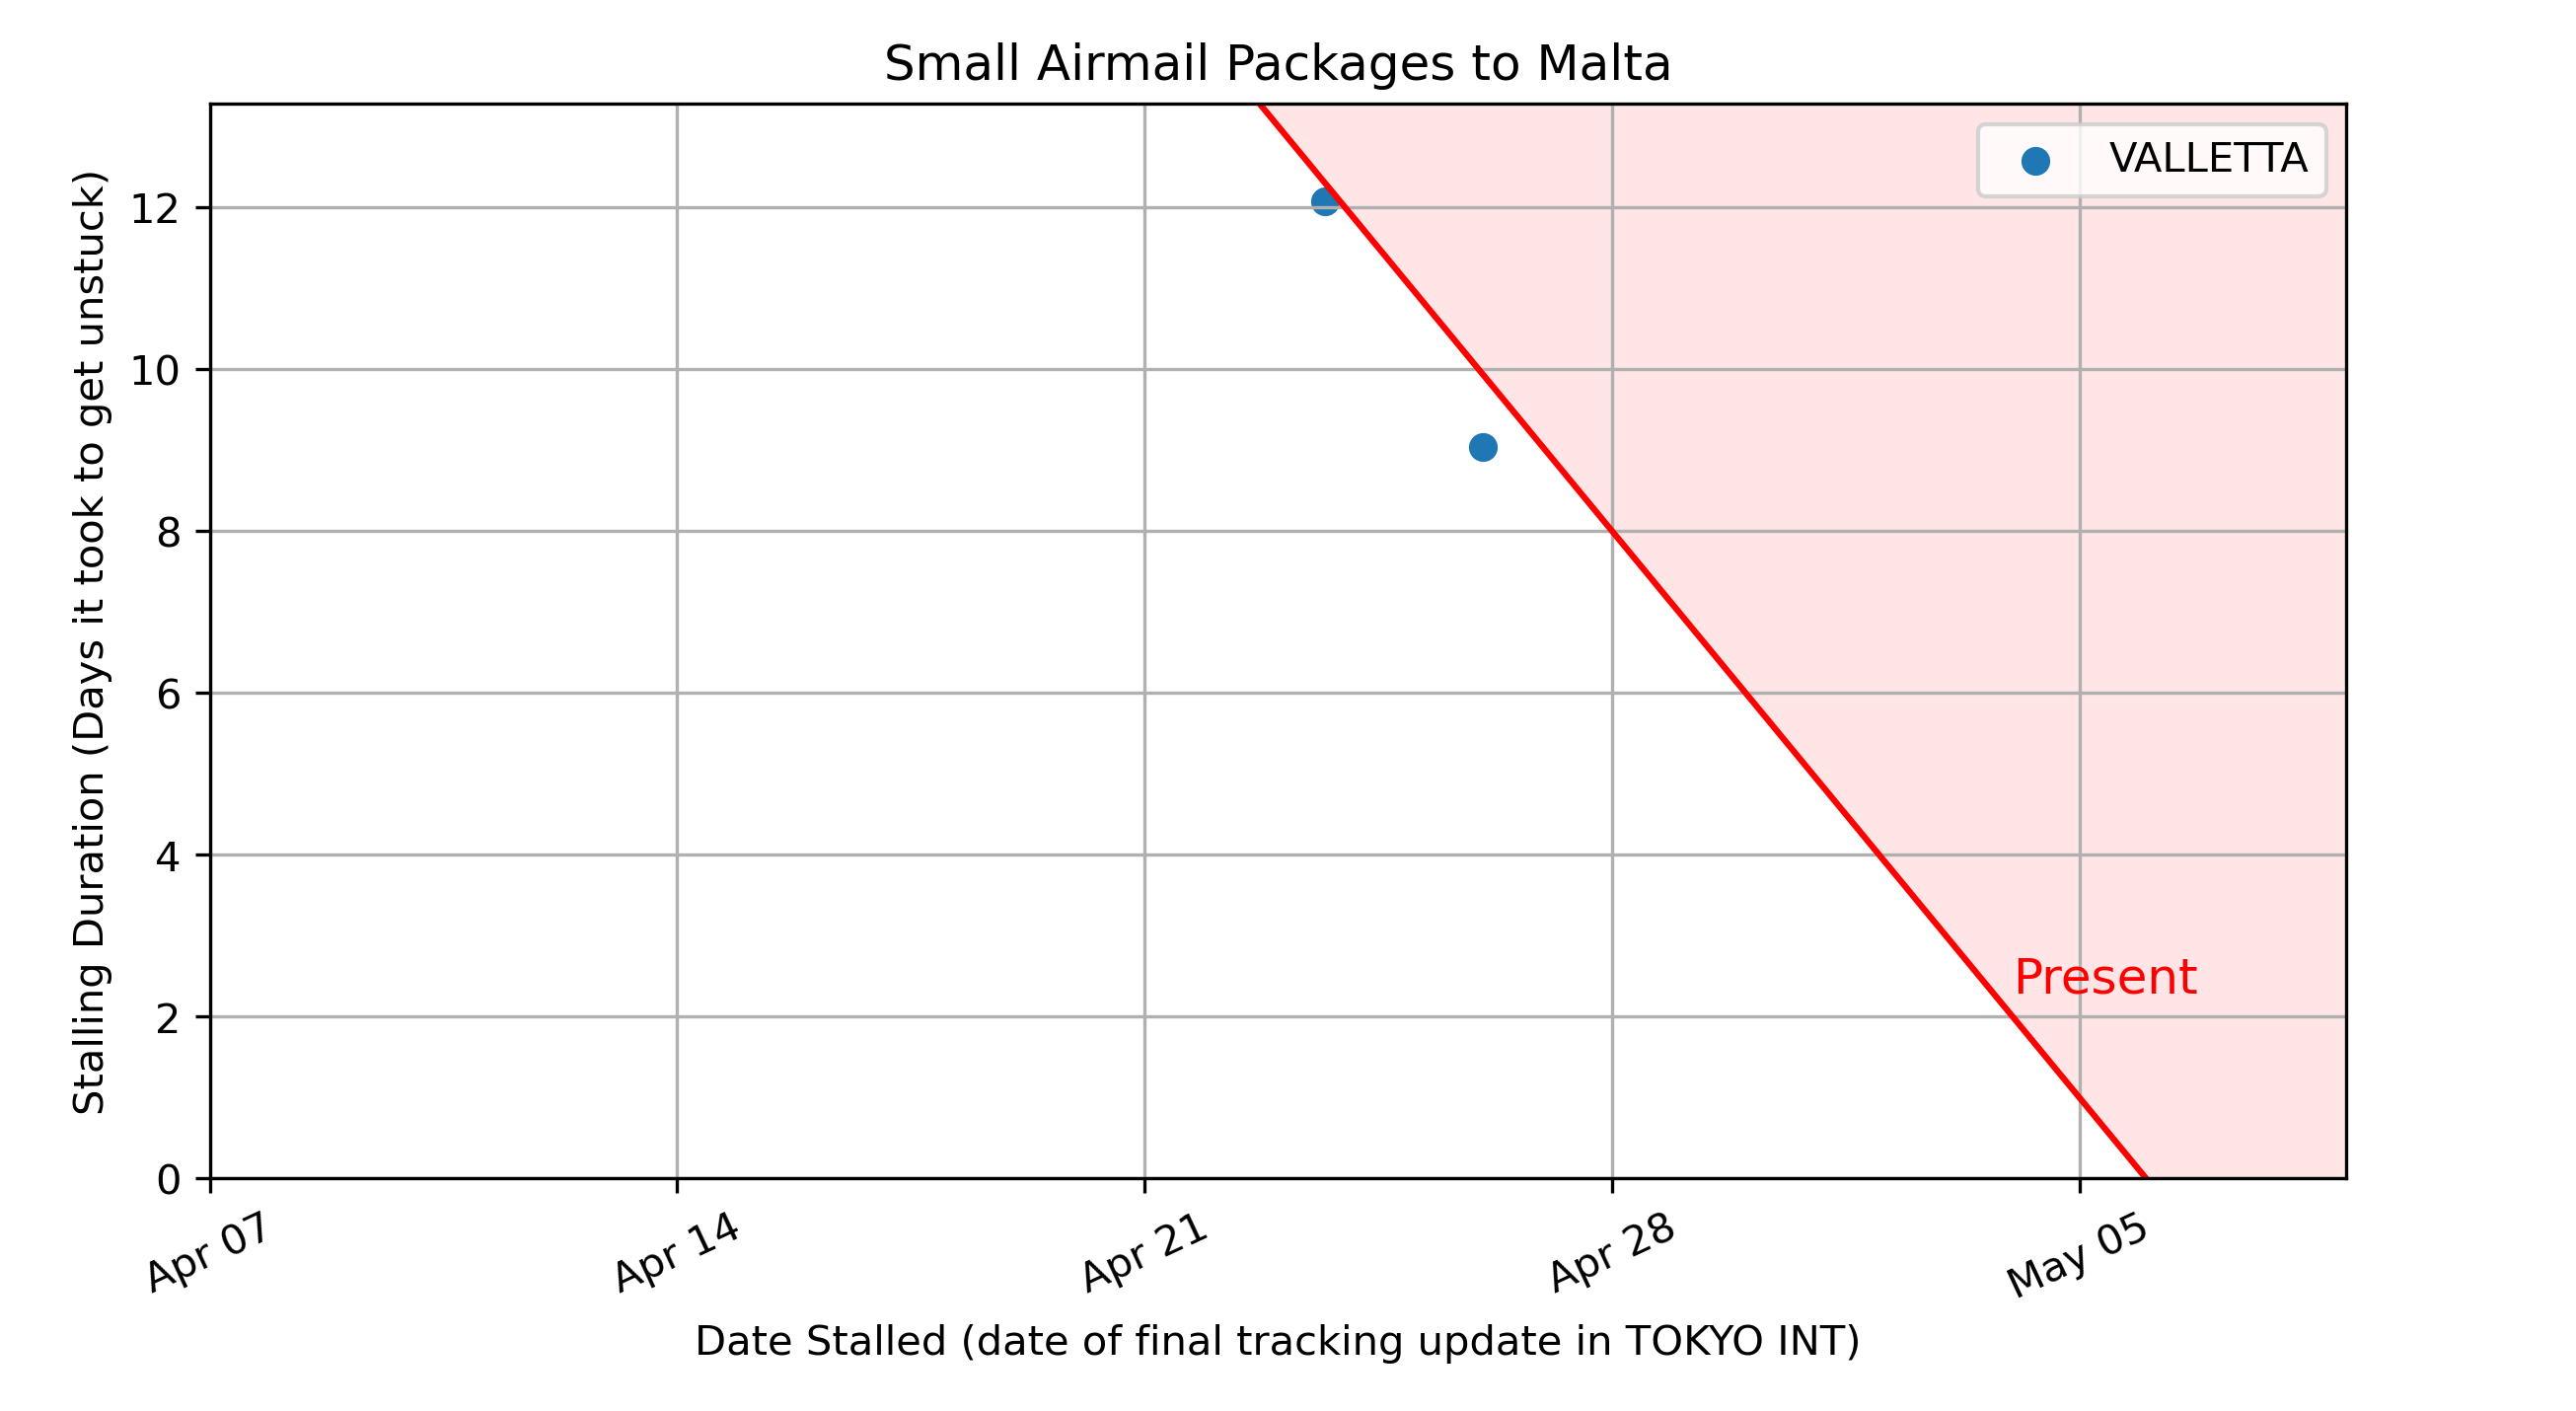 Small Airmail Packages to Malta
VALLETTA
Stalling Duration (Days it took to get unstuck)
12
10
8
6
4
2
0
Present
Apr 07
Apr 14
Apr 21
Apr 28
May 05
Date Stalled (date of final tracking update in TOKYO INT)